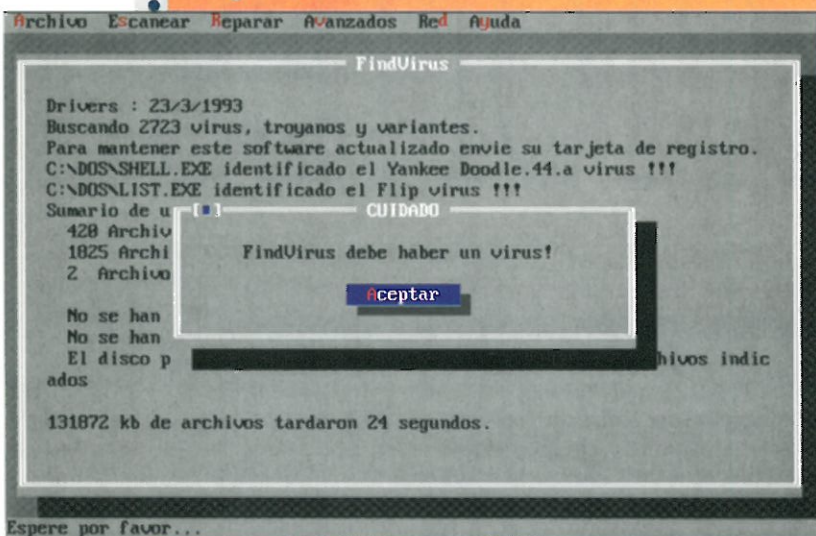 Archivo Escanear Reparar Avanzados Red Ayuda
FindVirus
Drivers : 23/3/1993
Buscando 2723 virus, troyanos y variantes.
Para mantener este software actualizado envie su tarjeta de registro.
C:\DOS\SHELL.EXE identificado el Yankee Doodle.44.a virus !!!
C:\DOS\LIST.EXE identificado el Flip virus !!!
Sumario de u
420 Archiv
1825 Archi
2 Archivo
CUIDADO
FindVirus debe haber un virus!
Aceptar
No se han
No se han
El disco p hivos indic
ados
131872 kb de archivos tardaron 24 segundos.
Espere por favor...